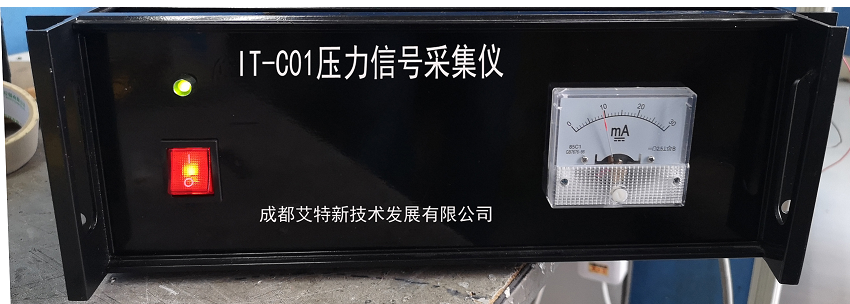 IT-C01压力信号采集仪
0 10 20 30
mA
85C1
成都艾特新技术发展有限公司